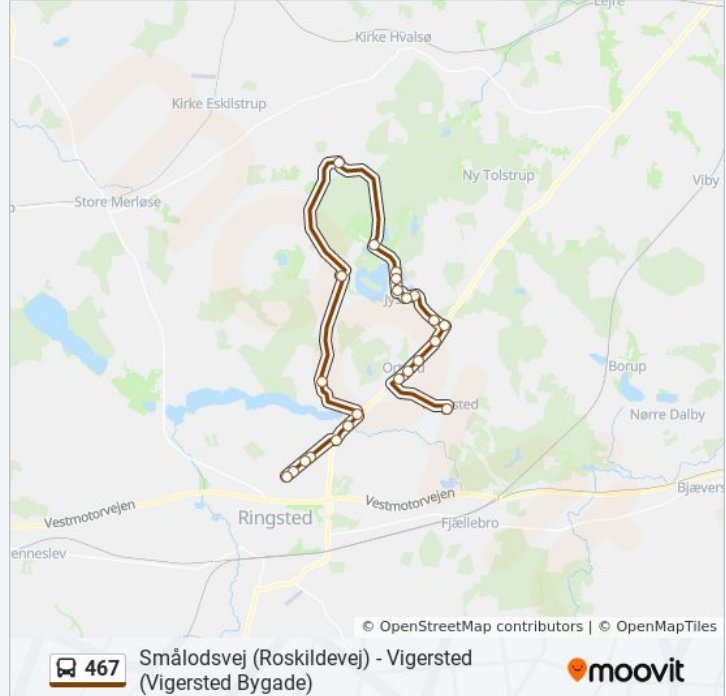 Lejre
Kirke Hvalsø
Kirke Eskilstrup
Ny Tolstrup
Viby
Store Merløse
Borup
Nørre Dalby
Vestmotorvejen
Vestmotorvejen
Bjævers
Ringsted
Fjællebro
enneslev
© OpenStreetMap contributors | © OpenMapTiles
467
Smålodsvej (Roskildevej) - Vigersted
(Vigersted Bygade)
moovit